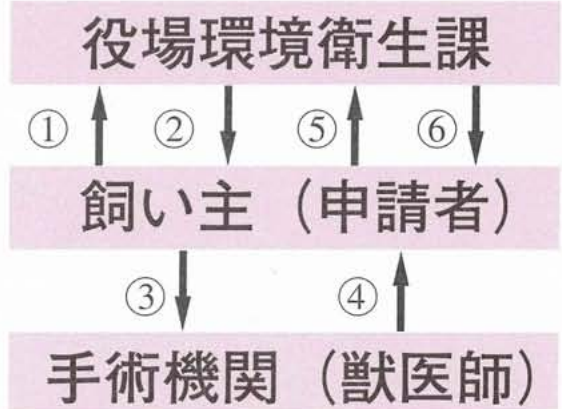 役場環境衛生課
① ② ⑤ ⑥
飼い主（申請者）
③ ④
手術機関（獣医師）